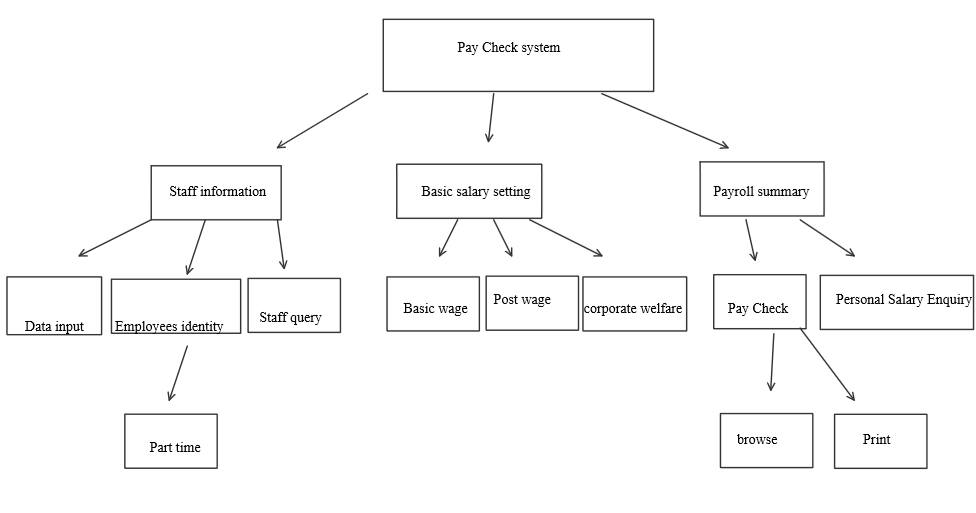 Pay Check system
Staff information
Basic salary setting
Payroll summary
Data input
Employees identity
Staff query
Basic wage
Post wage
corporate welfare
Pay Check
Personal Salary Enquiry
Part time
browse
Print